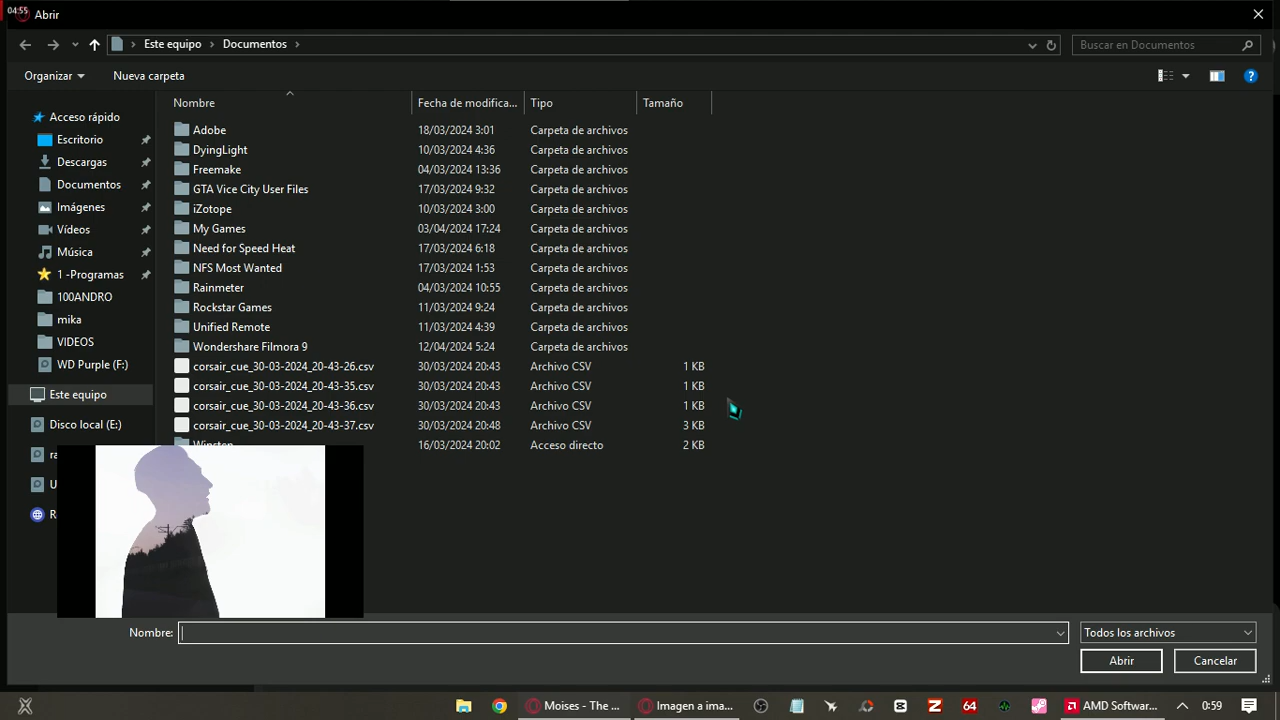 04:55
Abrir
Este equipo > Documentos >
Buscar en Documentos
Organizar
Nueva carpeta
Nombre Fecha de modifica... Tipo Tamaño
Acceso rápido
Escritorio
Descargas
Documentos
Imágenes
Vídeos
Música
1 -Programas
100ANDRO
mika
VIDEOS
WD Purple (F:)
Este equipo
Disco local (E:)
Adobe 18/03/2024 3:01 Carpeta de archivos
DyingLight 10/03/2024 4:36 Carpeta de archivos
Freemake 04/03/2024 13:36 Carpeta de archivos
GTA Vice City User Files 17/03/2024 9:32 Carpeta de archivos
iZotope 10/03/2024 3:00 Carpeta de archivos
My Games 03/04/2024 17:24 Carpeta de archivos
Need for Speed Heat 17/03/2024 6:18 Carpeta de archivos
NFS Most Wanted 17/03/2024 1:53 Carpeta de archivos
Rainmeter 04/03/2024 10:55 Carpeta de archivos
Rockstar Games 11/03/2024 9:24 Carpeta de archivos
Unified Remote 11/03/2024 4:39 Carpeta de archivos
Wondershare Filmora 9 12/04/2024 5:24 Carpeta de archivos
corsair_cue_30-03-2024_20-43-26.csv 30/03/2024 20:43 Archivo CSV 1 KB
corsair_cue_30-03-2024_20-43-35.csv 30/03/2024 20:43 Archivo CSV 1 KB
corsair_cue_30-03-2024_20-43-36.csv 30/03/2024 20:43 Archivo CSV 1 KB
corsair_cue_30-03-2024_20-43-37.csv 30/03/2024 20:48 Archivo CSV 3 KB
16/03/2024 20:02 Acceso directo 2 KB
Nombre:
Todos los archivos
Abrir
Cancelar
Moises - The ...
Imagen a ima...
Z
64
AMD Softwar...
0:59